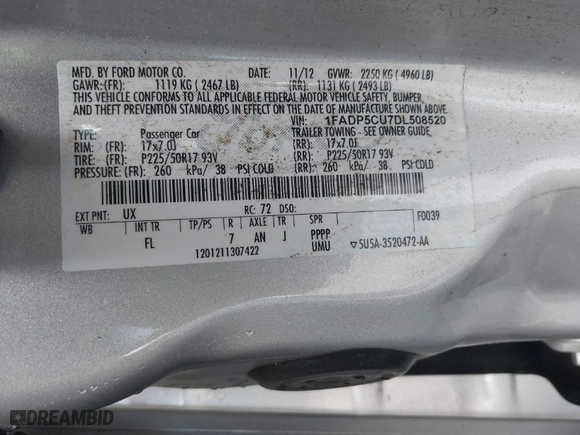 MFD. BY FORD MOTOR CO. DATE: 11/12 GVWR: 2250 KG ( 4960 LB)
GAWR:(FR): 1119 KG ( 2467 LB) (RR): 1131 KG ( 2493 LB)
THIS VEHICLE CONFORMS TO ALL APPLICABLE FEDERAL MOTOR VEHICLE SAFETY, BUMPER,
AND THEFT PREVENTION STANDARDS IN EFFECT ON THE DATE OF MANUFACTURE SHOWN ABOVE.
VIN: 1FADP5CU7DL508520
TYPE: Passenger Car TRAILER TOWING - SEE OWNER GUIDE.
RIM: (FR): 17x7.0J (RR): 17x7.0J
TIRE: (FR): P225/50R17 93V (RR): P225/50R17 93V
PRESSURE: (FR): 260 kPa/ 38 PSI COLD (RR): 260 kPa/ 38 PSI COLD
EXT PNT: UX RC: 72 DSO: F0039
WB INT TR TP/PS R AXLE TR SPR
FL 7 AN J PPPP
UMU
1201211307422 5U5A-3520472-AA
DREAMBID